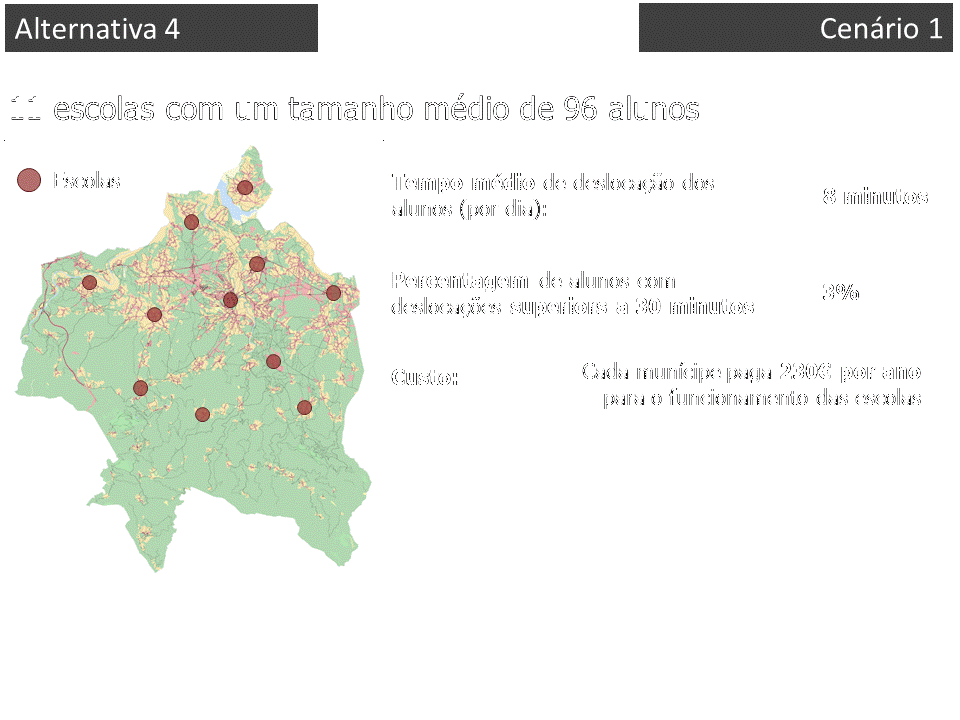 Alternativa 4
Cenário 1
11 escolas com um tamanho médio de 96 alunos
Escolas
Tempo médio de deslocação dos
alunos (por dia):
8 minutos
Percentagem de alunos com
deslocações superiors a 30 minutos
3%
Custo:
Cada munícipe paga 230€ por ano
para o funcionamento das escolas